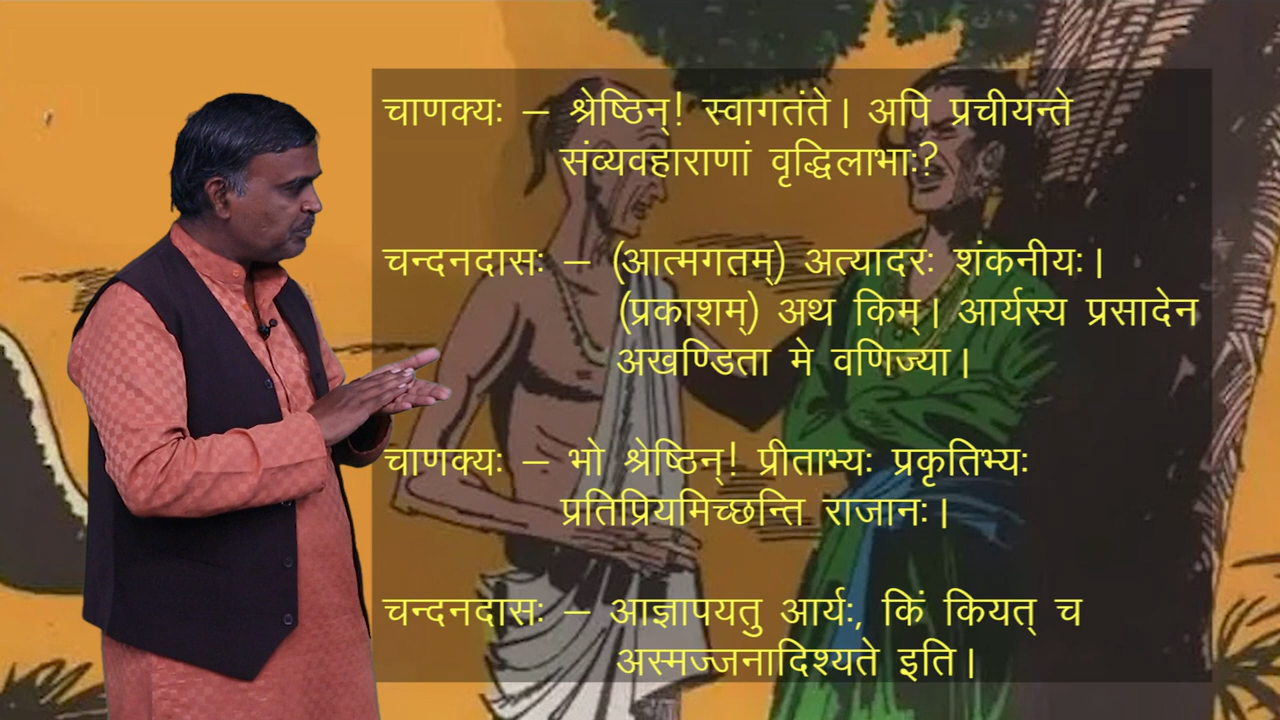 चाणक्यः – श्रेष्ठिन्! स्वागतंते। अपि प्रचीयन्ते
संव्यवहाराणां वृद्धिलाभाः?
चन्दनदासः – (आत्मगतम्) अत्यादरः शंकनीयः।
(प्रकाशम्) अथ किम्। आर्यस्य प्रसादेन
अखण्डिता मे वणिज्या।
चाणक्यः – भो श्रेष्ठिन्! प्रीताभ्यः प्रकृतिभ्यः
प्रतिप्रियमिच्छन्ति राजानः।
चन्दनदासः – आज्ञापयतु आर्यः, किं कियत् च
अस्मज्जनादिश्यते इति।